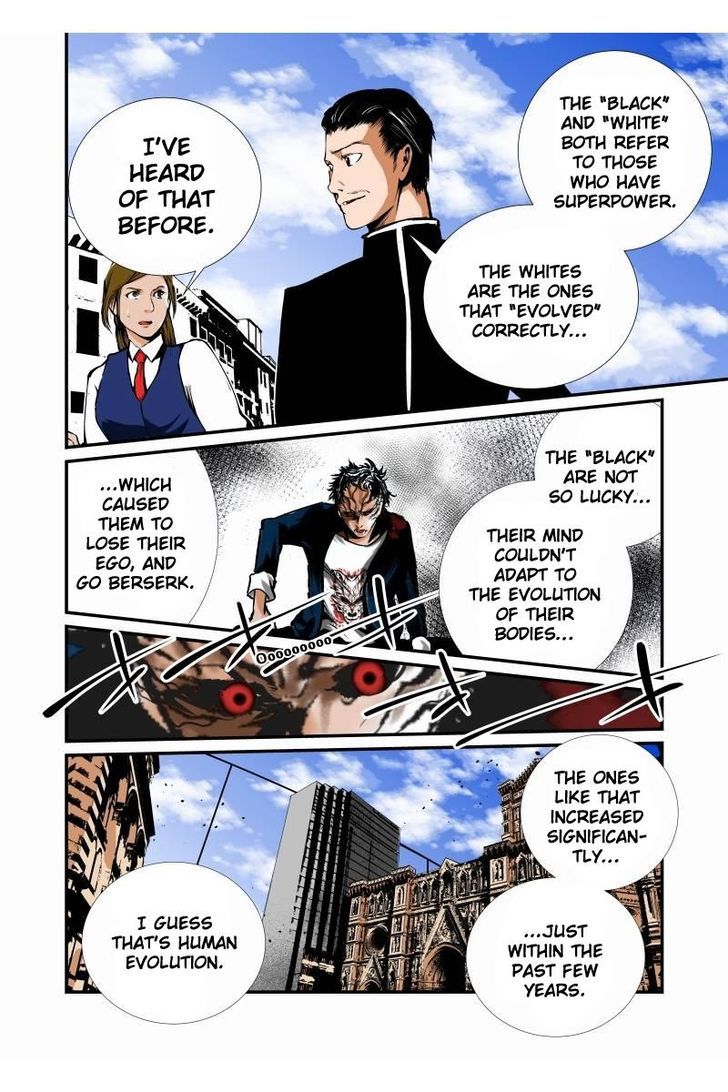 THE "BLACK"
AND "WHITE"
BOTH REFER
TO THOSE
WHO HAVE
SUPERPOWER.
THE WHITES
ARE THE ONES
THAT "EVOLVED"
CORRECTLY...
I'VE
HEARD
OF THAT
BEFORE.
THE "BLACK"
ARE NOT
SO LUCKY...
THEIR MIND
COULDN'T
ADAPT TO
THE EVOLUTION
OF THEIR
BODIES...
...WHICH
CAUSED
THEM TO
LOSE THEIR
EGO, AND
GO BERSERK.
Ooooooooo
THE ONES
LIKE THAT
INCREASED
SIGNIFICAN-
TLY...
...JUST
WITHIN THE
PAST FEW
YEARS.
I GUESS
THAT'S HUMAN
EVOLUTION.